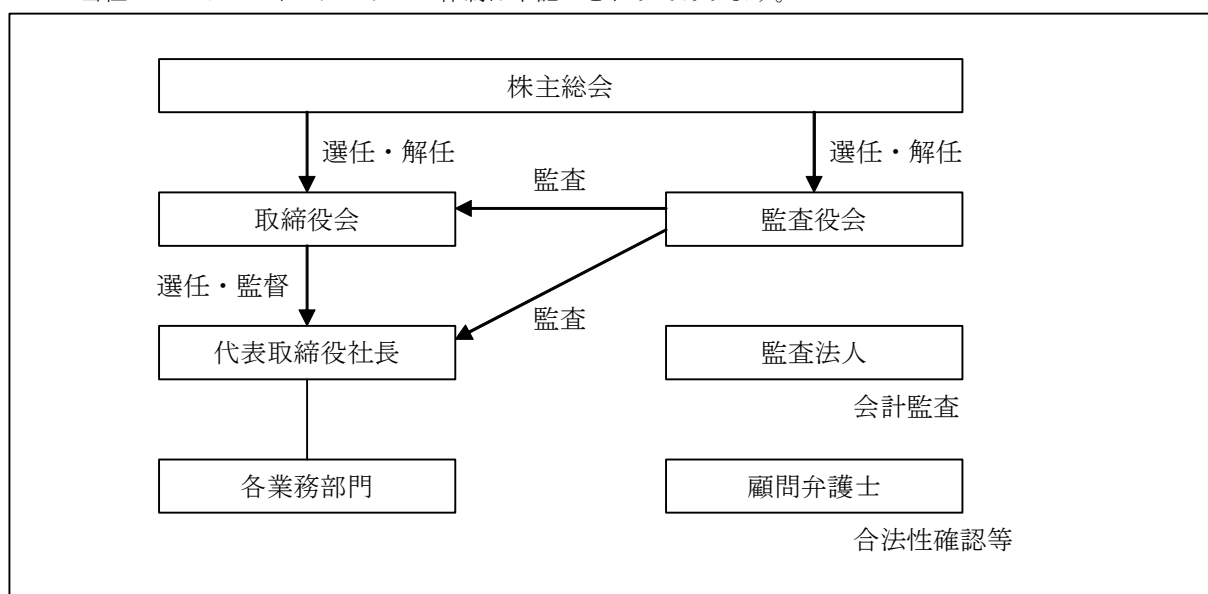 株主総会
選任・解任
選任・解任
監査
取締役会
監査役会
選任・監督
監査
代表取締役社長
監査法人
会計監査
各業務部門
顧問弁護士
合法性確認等